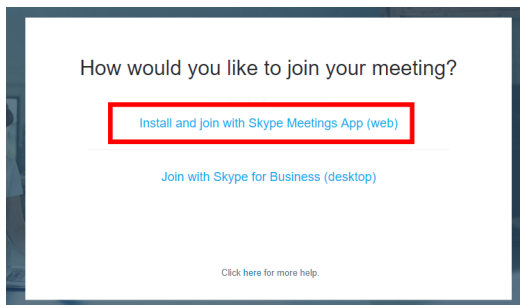 How would you like to join your meeting?
Install and join with Skype Meetings App (web)
Join with Skype for Business (desktop)
Click here for more help.